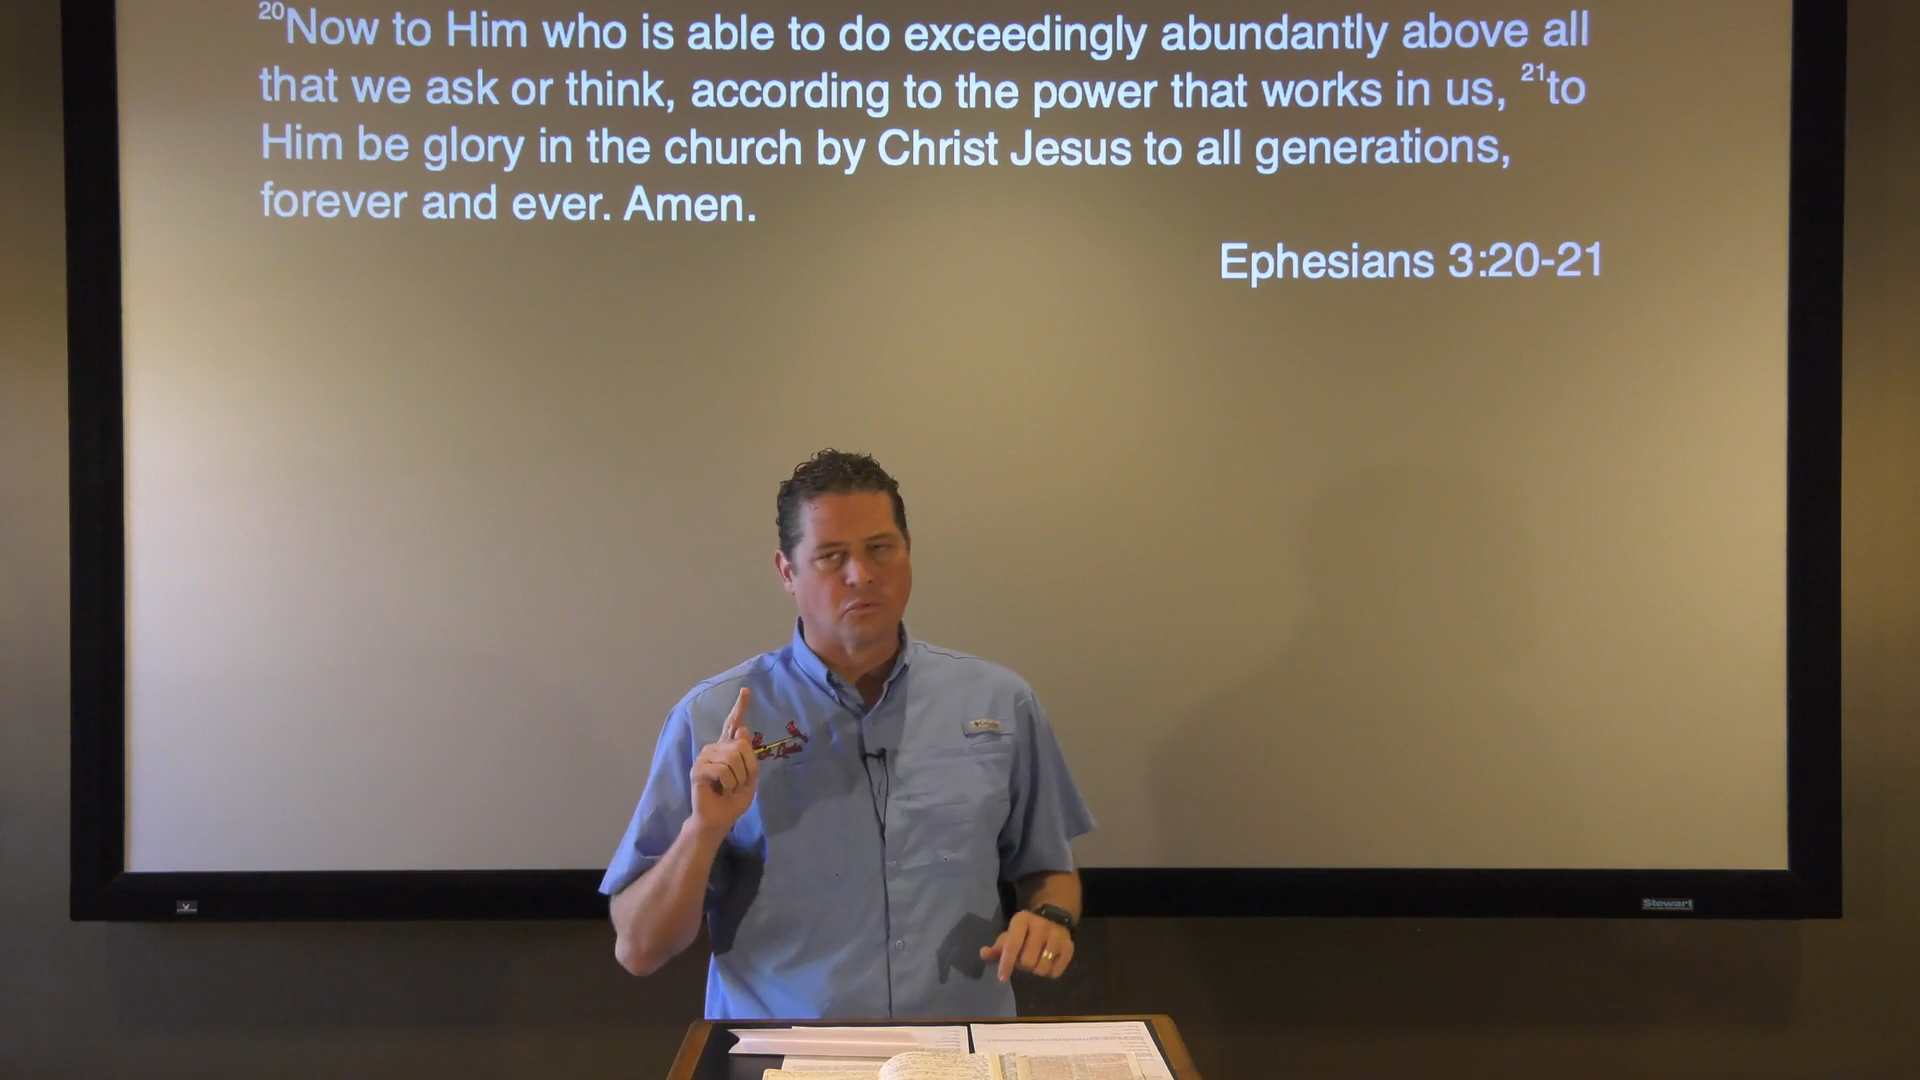 20Now to Him who is able to do exceedingly abundantly above all
that we ask or think, according to the power that works in us, 21to
Him be glory in the church by Christ Jesus to all generations,
forever and ever. Amen.
Ephesians 3:20-21
Stewart